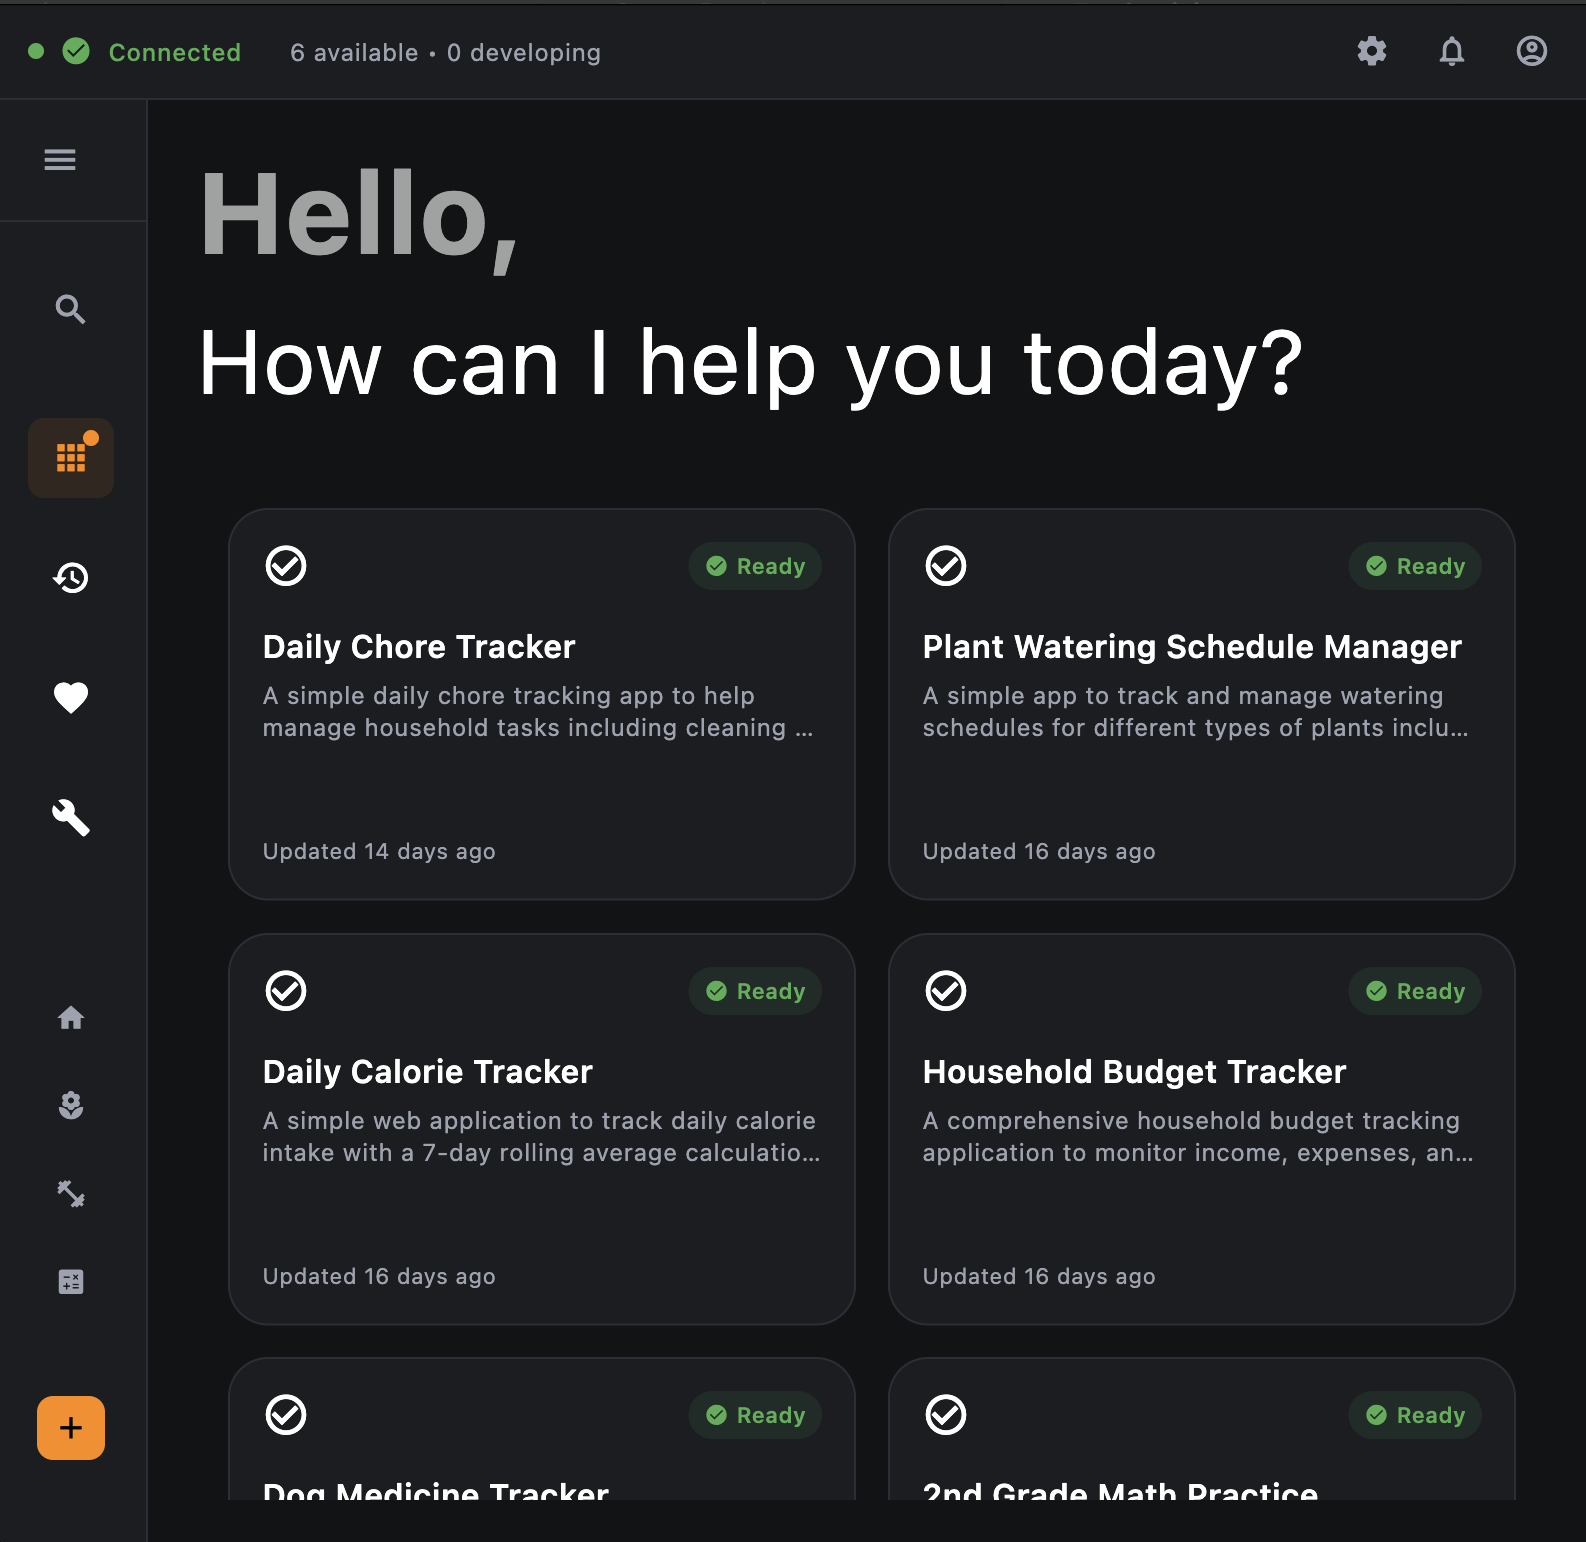 Connected
6 available • 0 developing
Hello,
How can I help you today?
Ready
Daily Chore Tracker
A simple daily chore tracking app to help
manage household tasks including cleaning ...
Updated 14 days ago
Ready
Plant Watering Schedule Manager
A simple app to track and manage watering
schedules for different types of plants inclu...
Updated 16 days ago
Ready
Daily Calorie Tracker
A simple web application to track daily calorie
intake with a 7-day rolling average calculatio...
Updated 16 days ago
Ready
Household Budget Tracker
A comprehensive household budget tracking
application to monitor income, expenses, an...
Updated 16 days ago
Ready
Dog Medicine Tracker
Ready
2nd Grade Math Practice